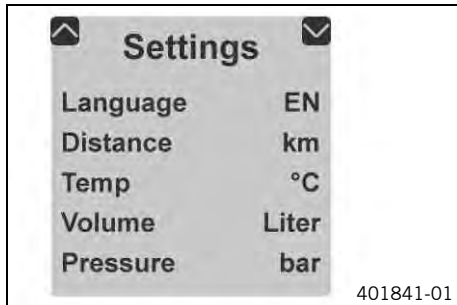 Settings
Language EN
Distance km
Temp °C
Volume Liter
Pressure bar
401841-01